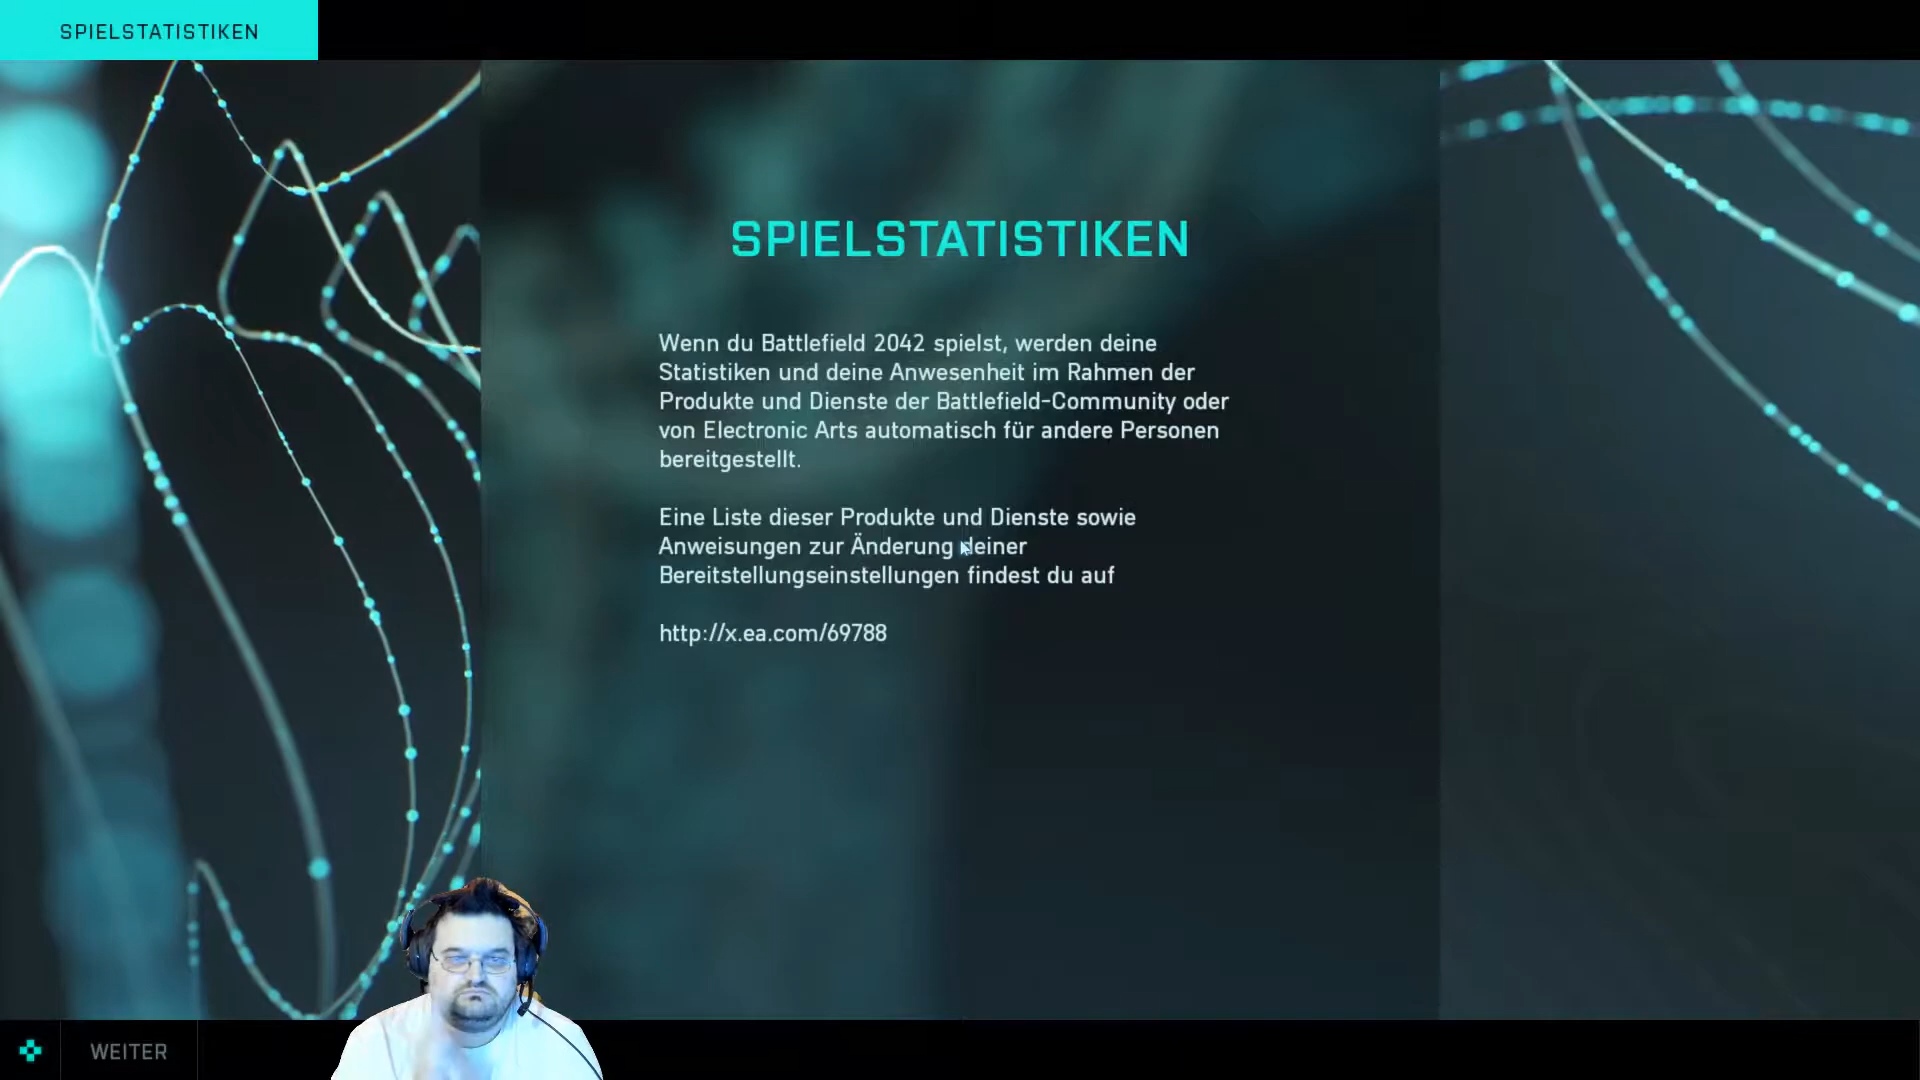 SPIELSTATISTIKEN
SPIELSTATISTIKEN
Wenn du Battlefield 2042 spielst, werden deine
Statistiken und deine Anwesenheit im Rahmen der
Produkte und Dienste der Battlefield-Community oder
von Electronic Arts automatisch für andere Personen
bereitgestellt.
Eine Liste dieser Produkte und Dienste sowie
Anweisungen zur Änderung deiner
Bereitstellungseinstellungen findest du auf
http://x.ea.com/69788
WEITER